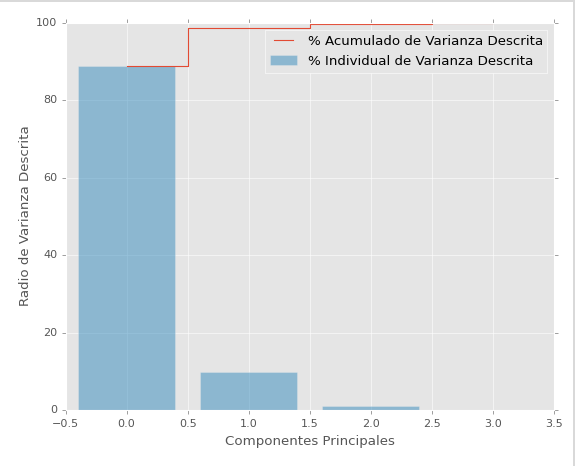 100
80
60
40
20
0
Radio de Varianza Descrita
% Acumulado de Varianza Descrita
% Individual de Varianza Descrita
−0.5 0.0 0.5 1.0 1.5 2.0 2.5 3.0 3.5
Componentes Principales